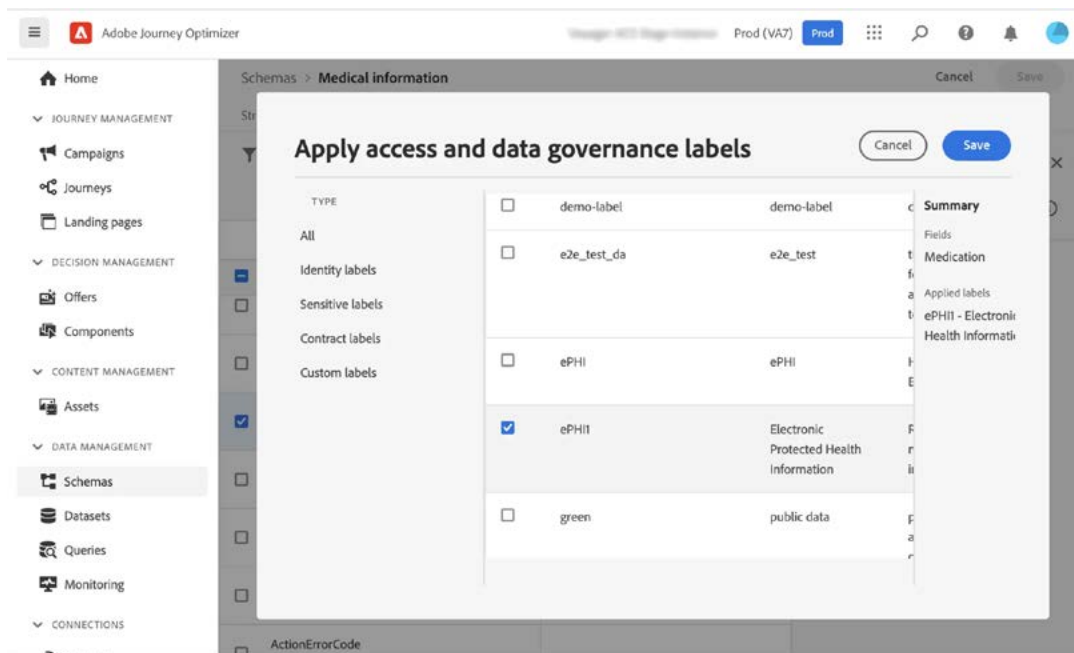 Adobe Journey Optimizer
Prod (VA7)
Prod
Home
JOURNEY MANAGEMENT
Campaigns
Journeys
Landing pages
DECISION MANAGEMENT
Offers
Components
CONTENT MANAGEMENT
Assets
DATA MANAGEMENT
Schemas
Datasets
Queries
Monitoring
CONNECTIONS
Schemas > Medical information
Cancel
Save
Str
Apply access and data governance labels
Cancel
Save
TYPE
All
Identity labels
Sensitive labels
Contract labels
Custom labels
demo-label demo-label
e2e_test_da e2e_test
ePHI ePHI
ePHI1 Electronic
Protected Health
Information
green public data
Summary
Fields
Medication
Applied labels
ePHI1 - Electronic
Health Informati
ActionErrorCode